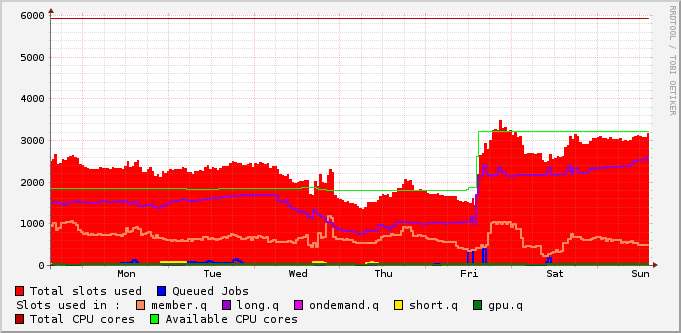 6000
5000
4000
3000
2000
1000
0
Mon Tue Wed Thu Fri Sat Sun
RRDTOOL / TOBI OETIKER
Total slots used Queued Jobs
Slots used in : member.q long.q ondemand.q short.q gpu.q
Total CPU cores Available CPU cores